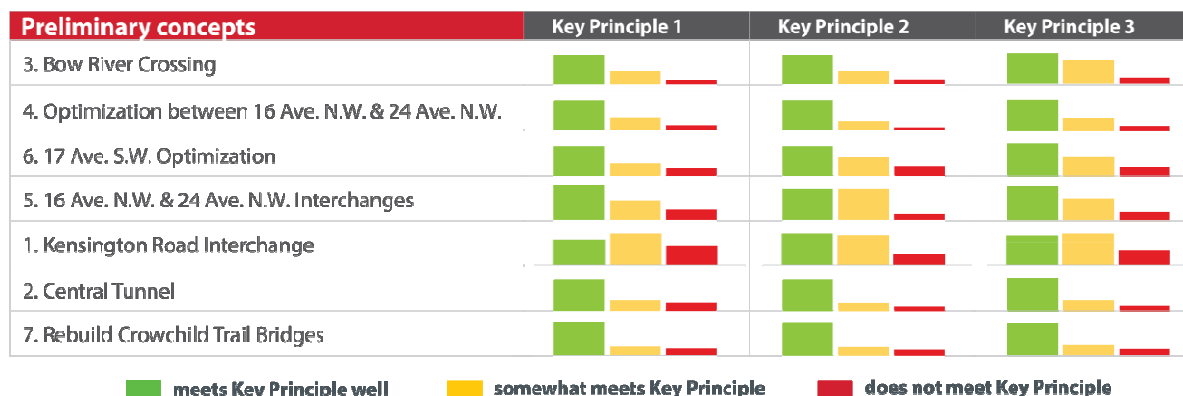 Preliminary concepts Key Principle 1 Key Principle 2 Key Principle 3
3. Bow River Crossing
4. Optimization between 16 Ave. N.W. & 24 Ave. N.W.
6. 17 Ave. S.W. Optimization
5. 16 Ave. N.W. & 24 Ave. N.W. Interchanges
1. Kensington Road Interchange
2. Central Tunnel
7. Rebuild Crowchild Trail Bridges
meets Key Principle well somewhat meets Key Principle does not meet Key Principle